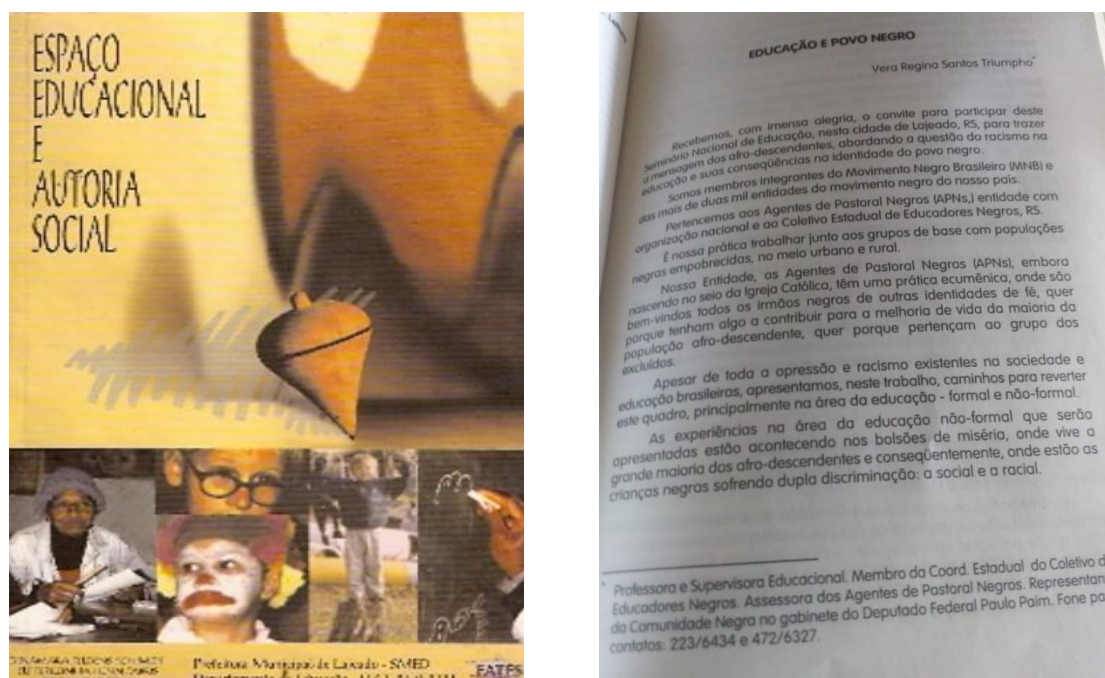 ESPAÇO
EDUCACIONAL
E
AUTORIA
SOCIAL
Prefeitura Municipal de Lajeado - SMED
FATES
EDUCAÇÃO E POVO NEGRO
Vera Regina Santos Triumpho*
Recebemos, com imensa alegria, o convite para participar deste
Seminário Nacional de Educação, nesta cidade de Lajeado, RS, para trazer
a mensagem dos afro-descendentes, abordando a questão do racismo na
educação e suas conseqüências na identidade do povo negro.
Somos membros integrantes do Movimento Negro Brasileiro (MNB) e
das mais de duas mil entidades do movimento negro do nosso país.
Pertencemos aos Agentes de Pastoral Negros (APNs,) entidade com
organização nacional e ao Coletivo Estadual de Educadores Negros, RS.
É nossa prática trabalhar junto aos grupos de base com populações
negras empobrecidas, no meio urbano e rural.
Nossa Entidade, os Agentes de Pastoral Negros (APNs), embora
nascendo no seio da Igreja Católica, têm uma prática ecumênica, onde são
bem-vindos todos os irmãos negros de outras identidades de fé, quer
porque tenham algo a contribuir para a melhoria de vida da maioria da
população afro-descendente, quer porque pertençam ao grupo dos
excluídos.
Apesar de toda a opressão e racismo existentes na sociedade e
educação brasileiras, apresentamos, neste trabalho, caminhos para reverter
este quadro, principalmente na área da educação - formal e não-formal.
As experiências na área da educação não-formal que serão
apresentadas estão acontecendo nos bolsões de miséria, onde vive a
grande maioria dos afro-descendentes e conseqüentemente, onde estão as
crianças negras sofrendo dupla discriminação: a social e a racial.
* Professora e Supervisora Educacional. Membro da Coord. Estadual do Coletivo d
Educadores Negros. Assessora dos Agentes de Pastoral Negros. Representan
da Comunidade Negra no gabinete do Deputado Federal Paulo Paim. Fone pa
contatos: 223/6434 e 472/6327.